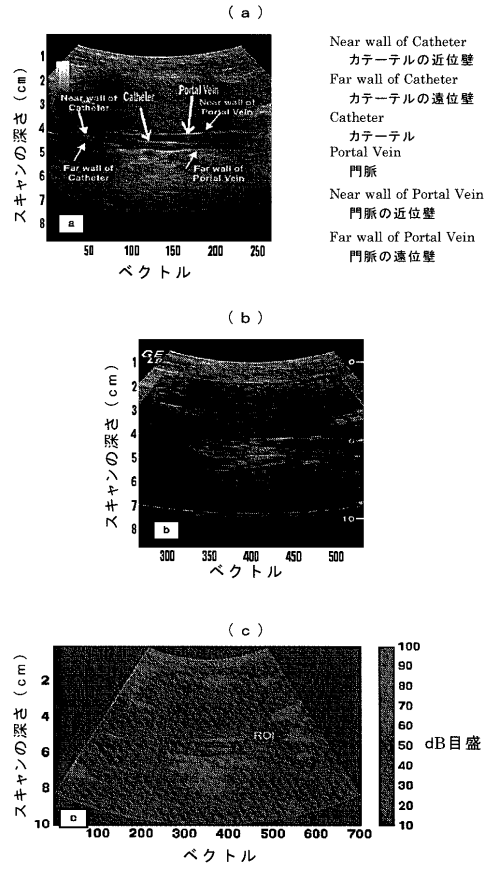 (a)
Near wall of
Catheter
Catheter
Portal Vein
Near wall of
Portal Vein
Far wall of
Catheter
Far wall of
Portal Vein
スキャンの深さ(cm)
1
2
3
4
5
6
7
8
a
50 100 150 200 250
ベクトル
Near wall of Catheter
カテーテルの近位壁
Far wall of Catheter
カテーテルの遠位壁
Catheter
カテーテル
Portal Vein
門脈
Near wall of Portal Vein
門脈の近位壁
Far wall of Portal Vein
門脈の遠位壁
(b)
スキャンの深さ(cm)
1
2
3
4
5
6
7
8
GE
0
10
b
300 350 400 450 500
ベクトル
(c)
スキャンの深さ(cm)
2
4
6
8
10
ROI
c
100 200 300 400 500 600 700
ベクトル
100
90
80
70
60
50
40
30
20
10
dB目盛